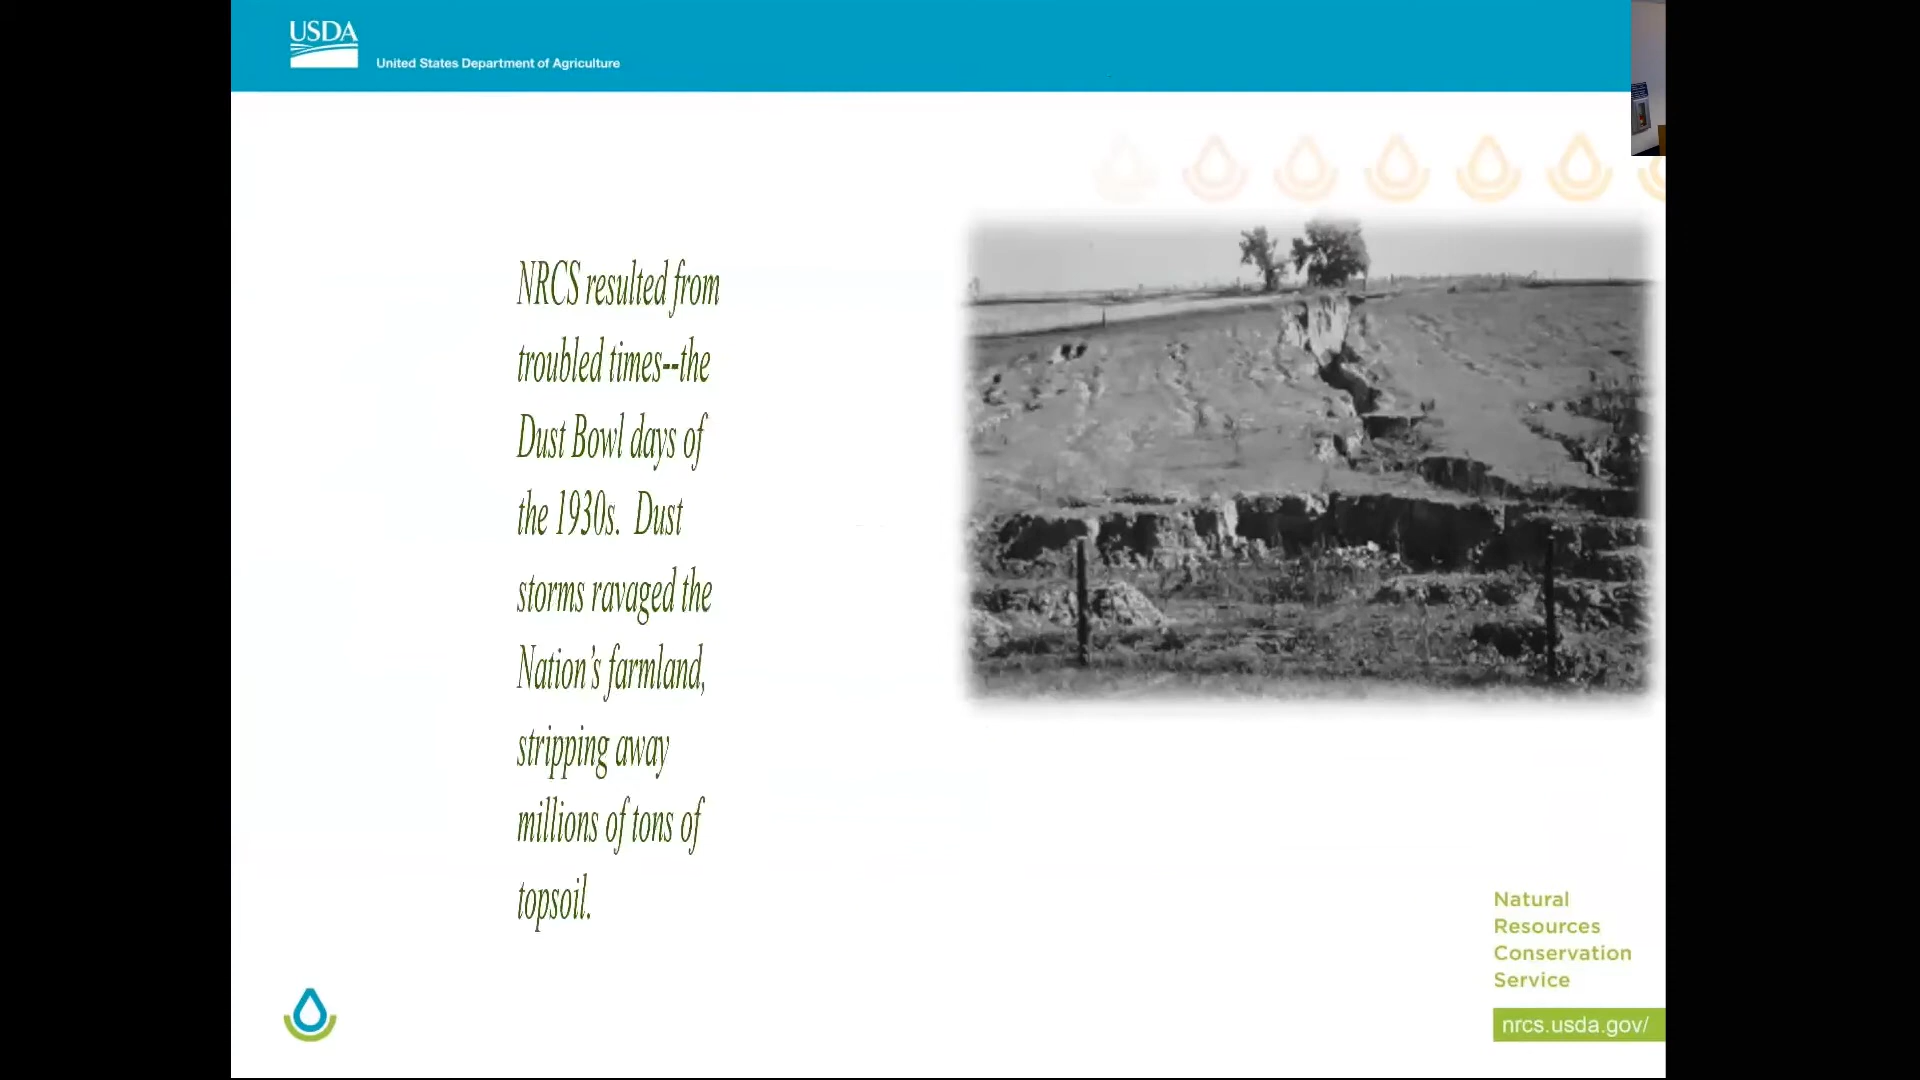 USDA
United States Department of Agriculture
NRCS resulted from
troubled times--the
Dust Bowl days of
the 1930s.  Dust
storms ravaged the
Nation’s farmland,
stripping away
millions of tons of
topsoil.
Natural
Resources
Conservation
Service
nrcs.usda.gov/